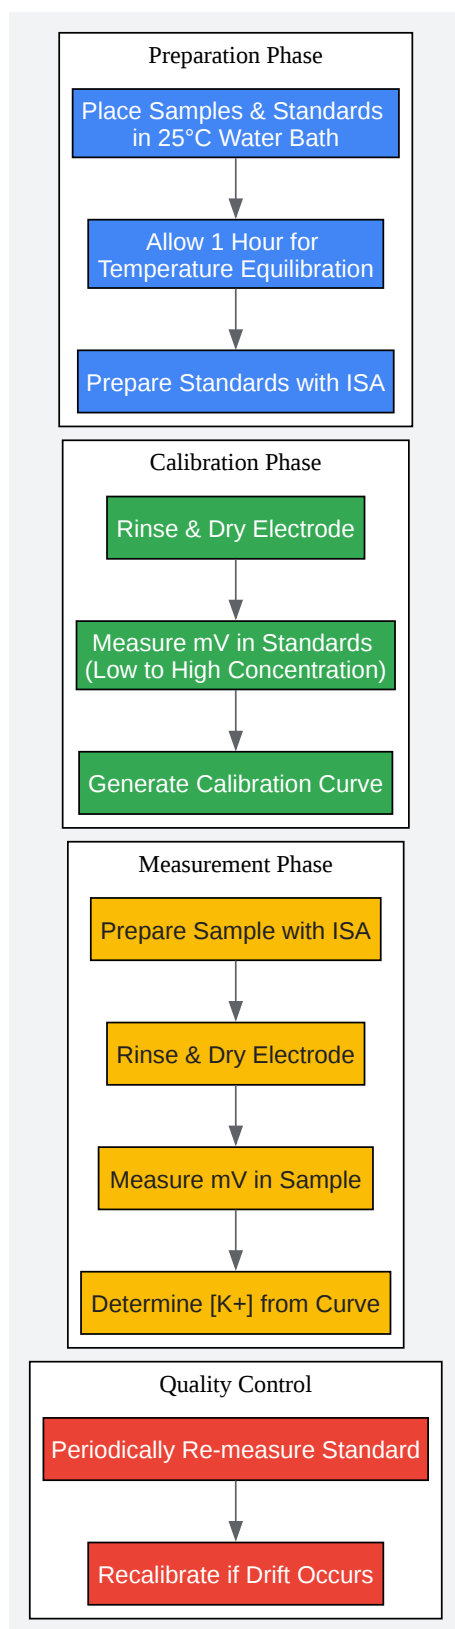 Preparation Phase
Place Samples & Standards
in 25°C Water Bath
Allow 1 Hour for
Temperature Equilibration
Prepare Standards with ISA
Calibration Phase
Rinse & Dry Electrode
Measure mV in Standards
(Low to High Concentration)
Generate Calibration Curve
Measurement Phase
Prepare Sample with ISA
Rinse & Dry Electrode
Measure mV in Sample
Determine [K+] from Curve
Quality Control
Periodically Re-measure Standard
Recalibrate if Drift Occurs